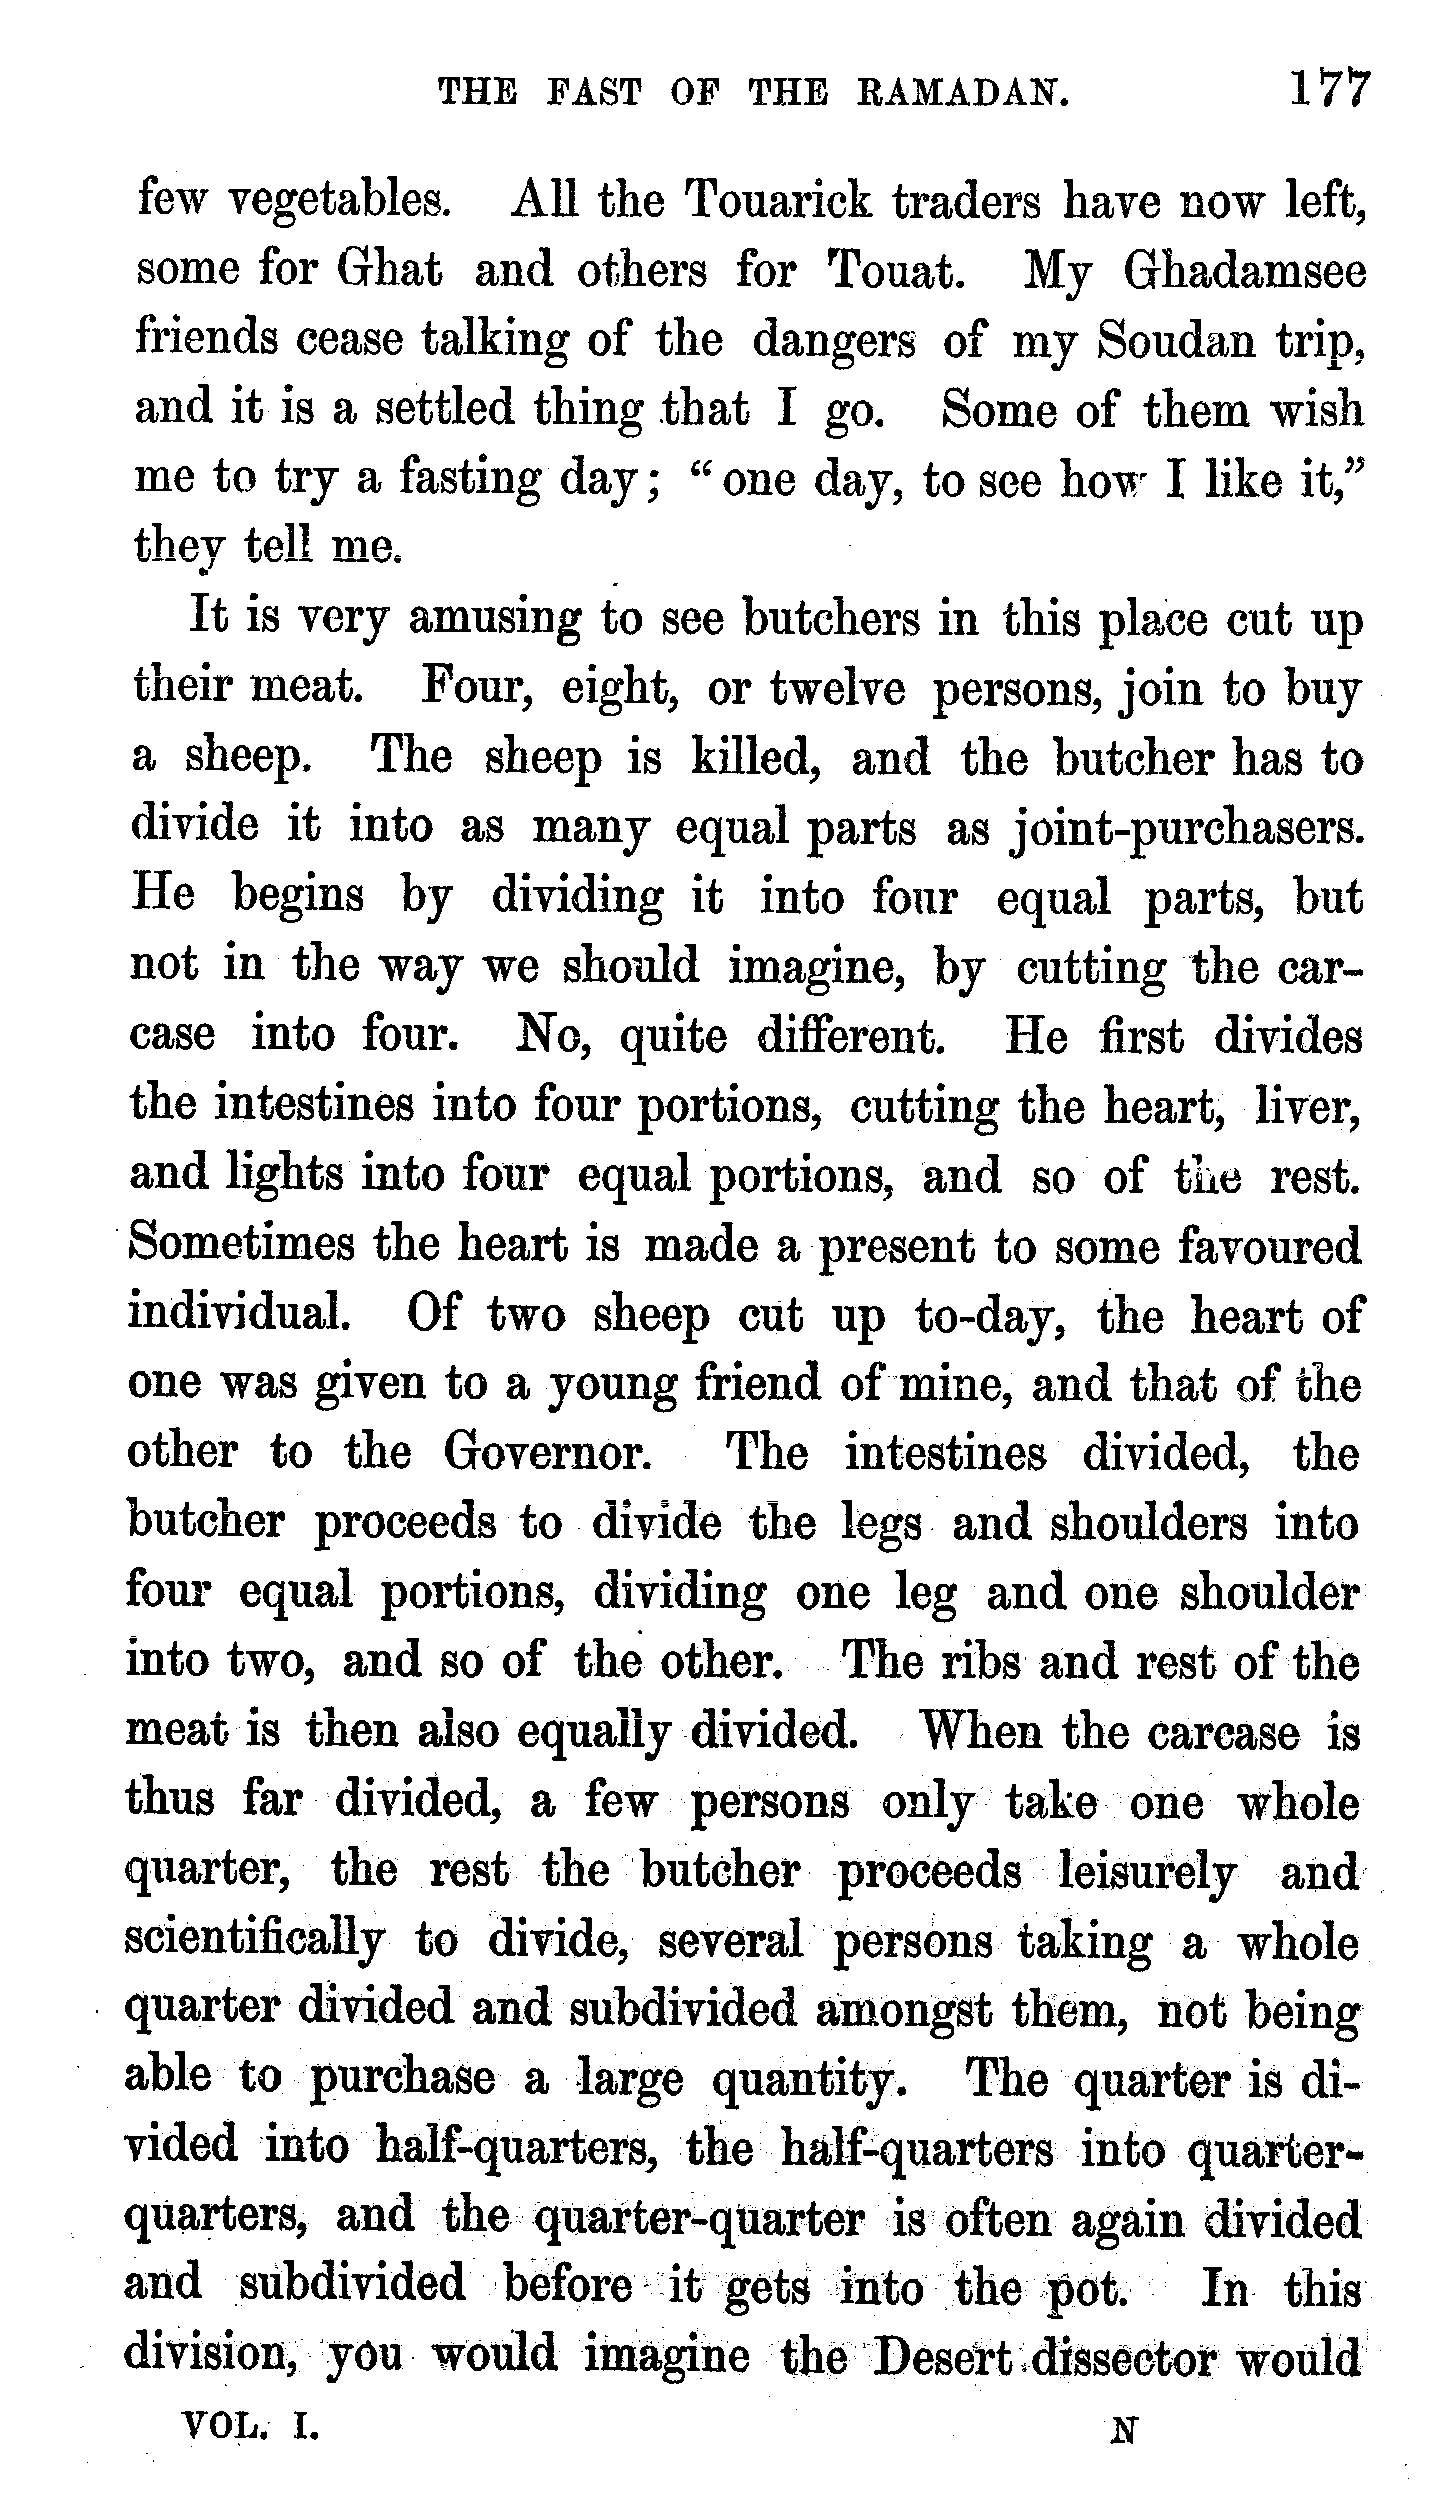 THE FAST OF THE RAMADAN. 177
few vegetables. All the Touarick traders have now left,
some for Ghat and others for Touat. My Ghadamsee
friends cease talking of the dangers of my Soudan trip,
and it is a settled thing that I go. Some of them wish
me to try a fasting day; “one day, to see how I like it,”
they tell me.
It is very amusing to see butchers in this place cut up
their meat. Four, eight, or twelve persons, join to buy
a sheep. The sheep is killed, and the butcher has to
divide it into as many equal parts as joint-purchasers.
He begins by dividing it into four equal parts, but
not in the way we should imagine, by cutting the car-
case into four. No, quite different. He first divides
the intestines into four portions, cutting the heart, liver,
and lights into four equal portions, and so of the rest.
Sometimes the heart is made a present to some favoured
individual. Of two sheep cut up to-day, the heart of
one was given to a young friend of mine, and that of the
other to the Governor. The intestines divided, the
butcher proceeds to divide the legs and shoulders into
four equal portions, dividing one leg and one shoulder
into two, and so of the other. The ribs and rest of the
meat is then also equally divided. When the carcase is
thus far divided, a few persons only take one whole
quarter, the rest the butcher proceeds leisurely and
scientifically to divide, several persons taking a whole
quarter divided and subdivided amongst them, not being
able to purchase a large quantity. The quarter is di-
vided into half-quarters, the half-quarters into quarter-
quarters, and the quarter-quarter is often again divided
and subdivided before it gets into the pot. In this
division, you would imagine the Desert dissector would
VOL. I. N